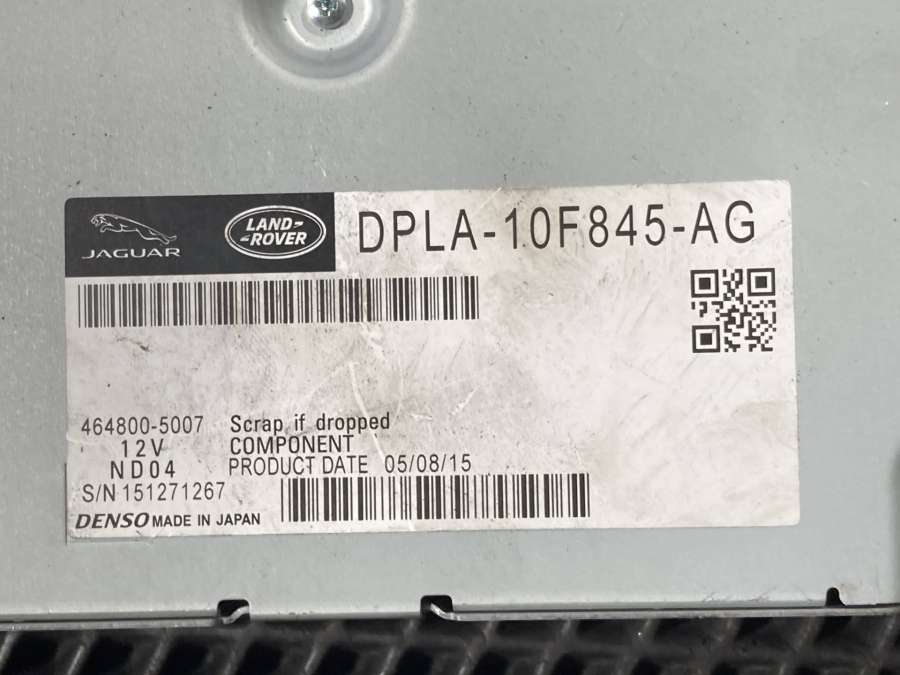 JAGUAR
LAND-
-ROVER
DPLA-10F845-AG
464800-5007 Scrap if dropped
12V COMPONENT
ND04 PRODUCT DATE 05/08/15
S/N 151271267
DENSO MADE IN JAPAN